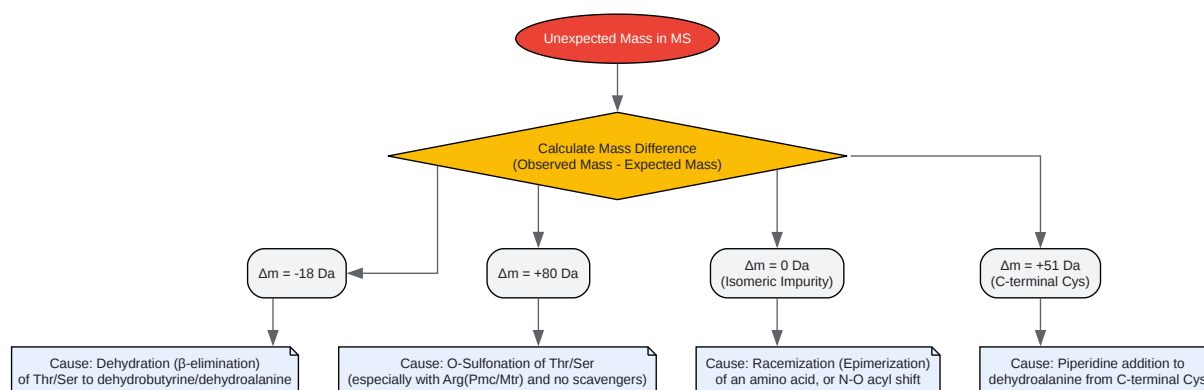 Unexpected Mass in MS
Calculate Mass Difference
(Observed Mass - Expected Mass)
Δm = -18 Da
Δm = +80 Da
Δm = 0 Da
(Isomeric Impurity)
Δm = +51 Da
(C-terminal Cys)
Cause: Dehydration (β-elimination)
of Thr/Ser to dehydrobutyrine/dehydroalanine
Cause: O-Sulfonation of Thr/Ser
(especially with Arg(Pmc/Mtr) and no scavengers)
Cause: Racemization (Epimerization)
of an amino acid, or N-O acyl shift
Cause: Piperidine addition to
dehydroalanine from C-terminal Cys